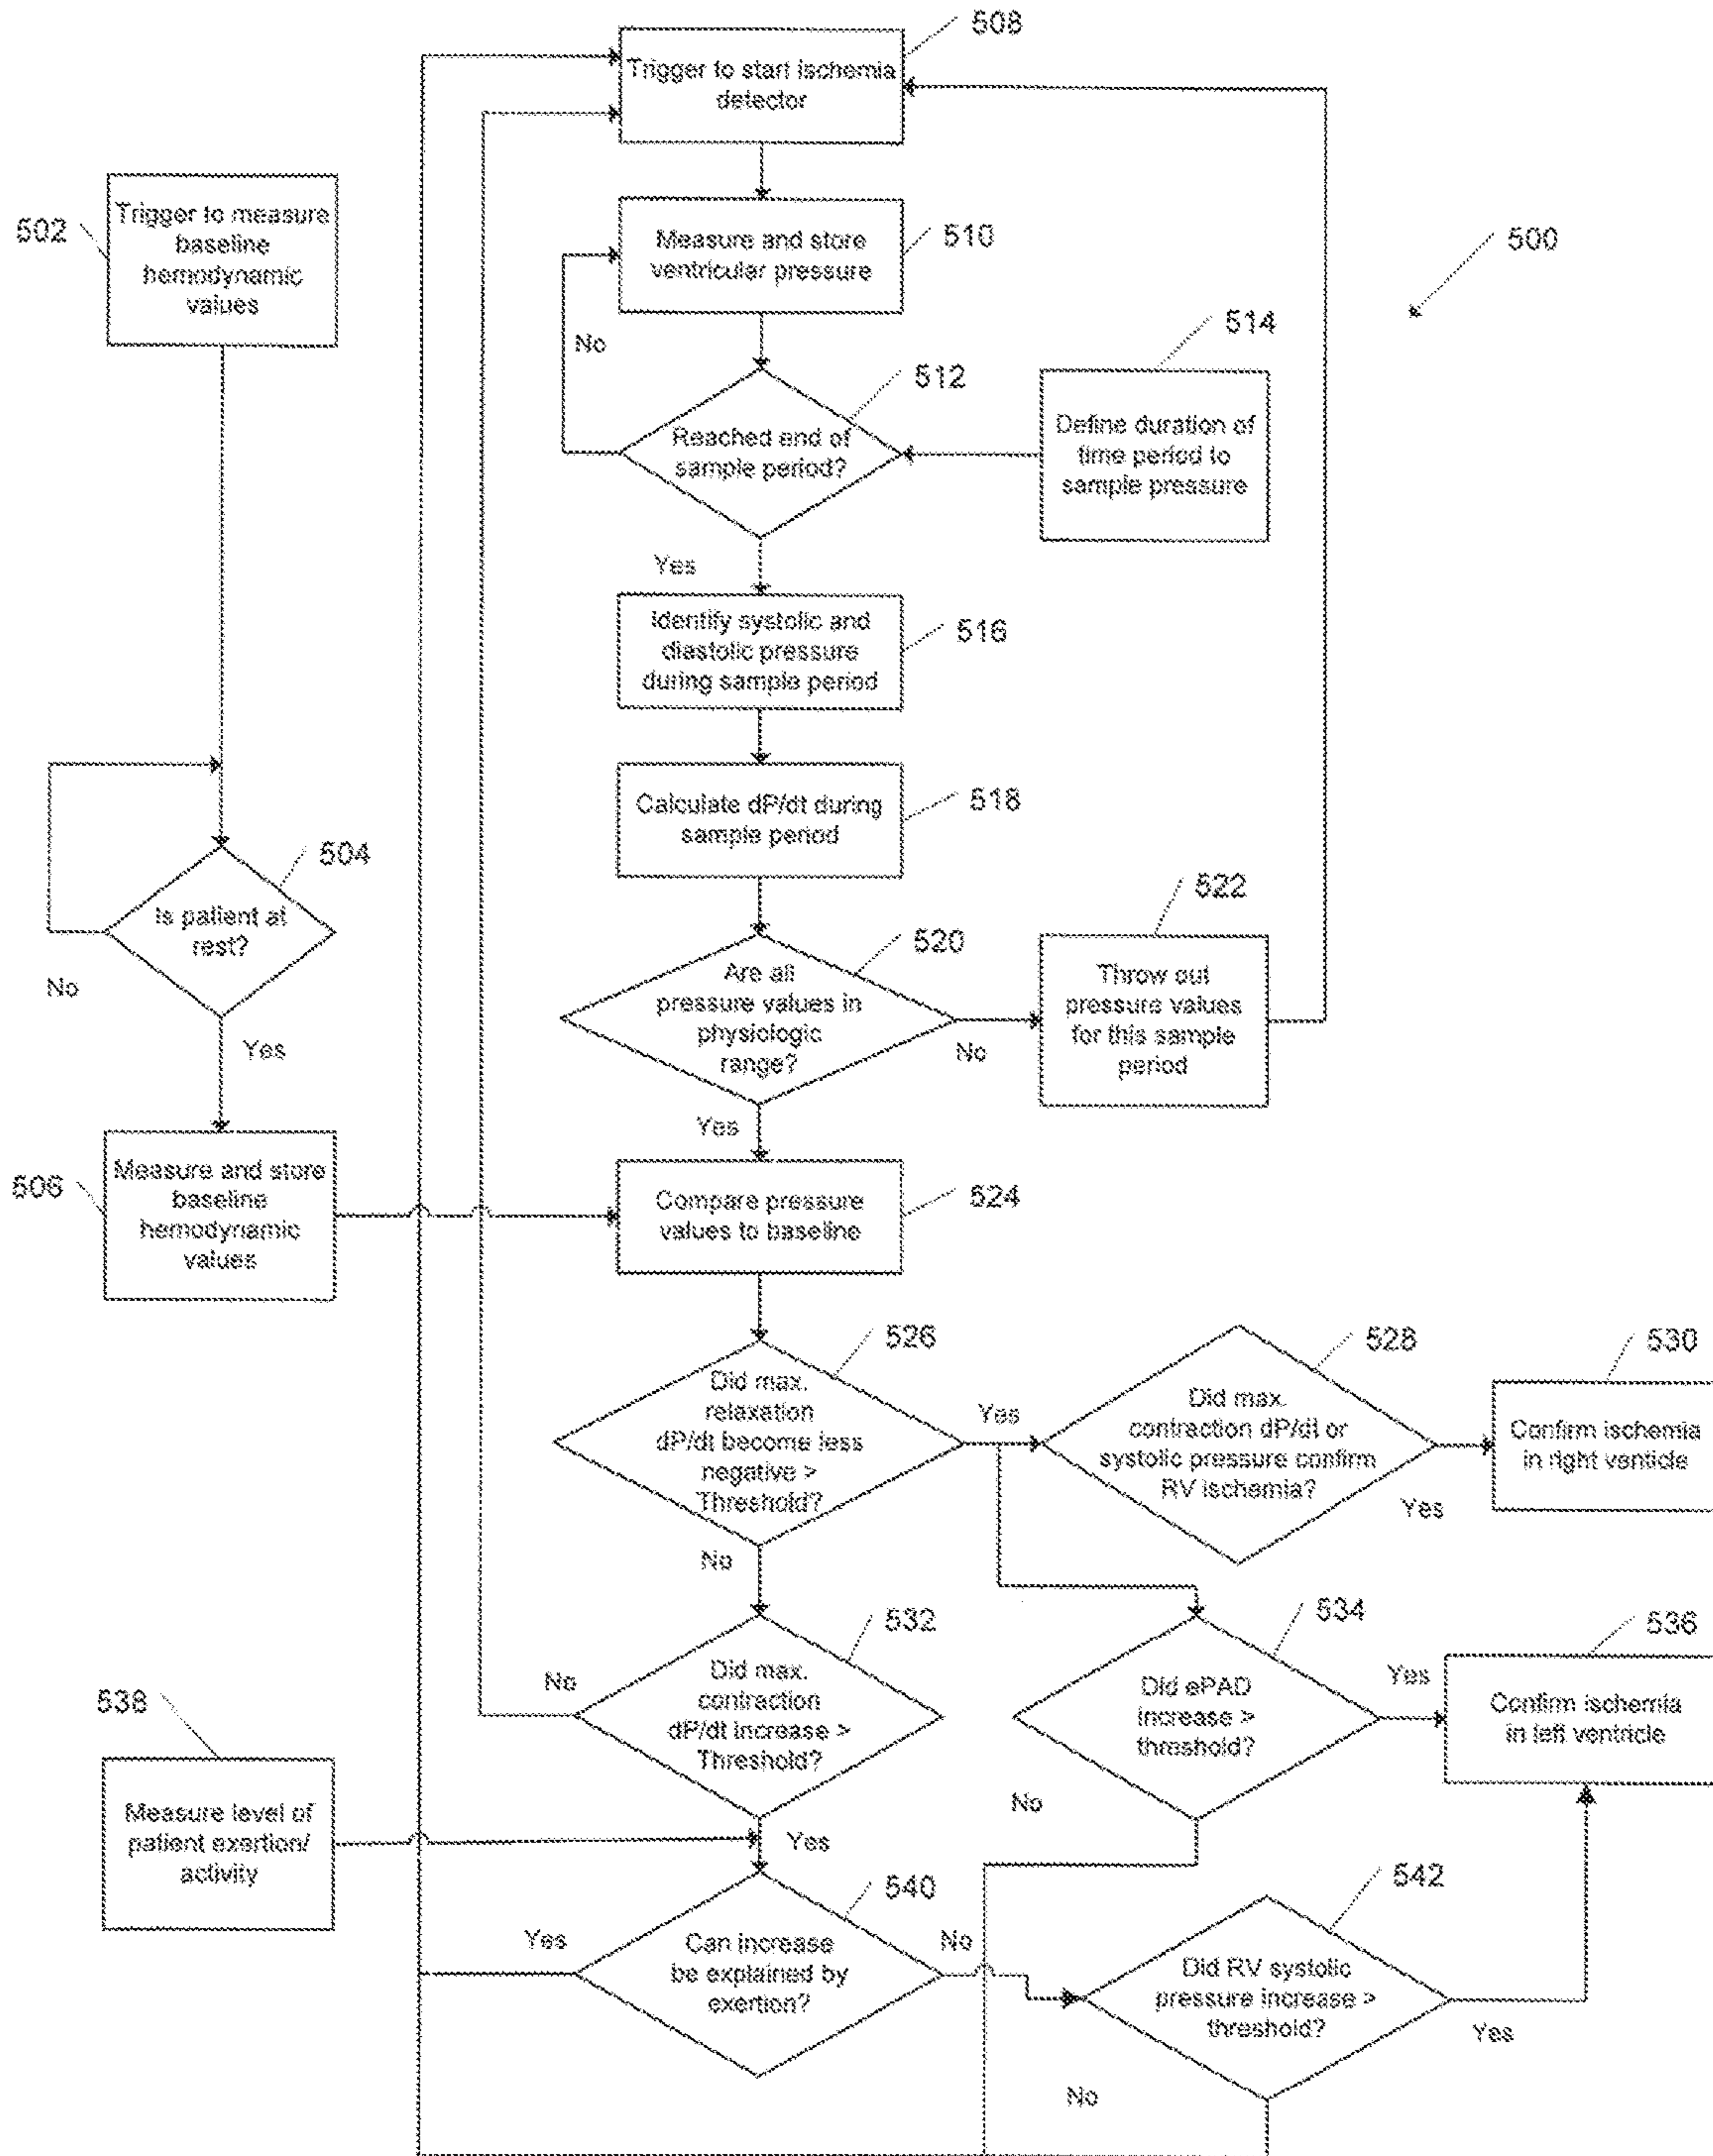 508
Trigger to start ischemia
detector
502
Trigger to measure
baseline
hemodynamic
values
Measure and store
ventricular pressure
510
500
No
512
514
Reached end of
sample period?
Define duration of
time period to
sample pressure
Yes
Identify systolic and
diastolic pressure
during sample period
516
Calculate dP/dt during
sample period
518
504
Is patient at
rest?
No
Yes
520
Are all
pressure values in
physiologic
range?
No
522
Throw out
pressure values
for this sample
period
Yes
506
Measure and store
baseline
hemodynamic
values
Compare pressure
values to baseline
524
526
Did max.
relaxation
dP/dt become less
negative >
Threshold?
Yes
528
Did max.
contraction dP/dt or
systolic pressure confirm
RV ischemia?
Yes
530
Confirm ischemia
in right venticle
No
532
Did max.
contraction
dP/dt increase >
Threshold?
No
534
Did ePAD
increase >
threshold?
Yes
No
536
Confirm ischemia
in left ventricle
538
Measure level of
patient exertion/
activity
Yes
540
Can increase
be explained by
exertion?
Yes
No
542
Did RV systolic
pressure increase >
threshold?
Yes
No